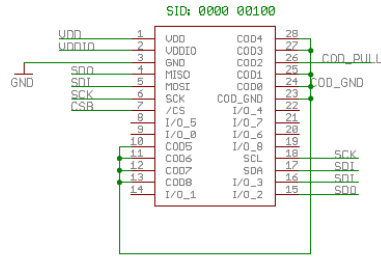 SID: 0000 00100
VDD 1 VDD COD4 28
VDDIO 2 VDDIO COD3 27
3 GND COD2 26 COD_PULL
GND
SDO 4 MISO COD1 25
SDI 5 MOSI COD0 24 COD_GND
SCK 6 SCK COD_GND 23
CSB 7 /CS I/O_4 22
8 I/O_5 I/O_7 21
9 I/O_0 I/O_6 20
10 COD5 I/O_8 19
11 COD6 SCL 18 SCK
12 COD7 SDA 17 SDI
13 COD8 I/O_3 16 SDI
14 I/O_1 I/O_2 15 SDO